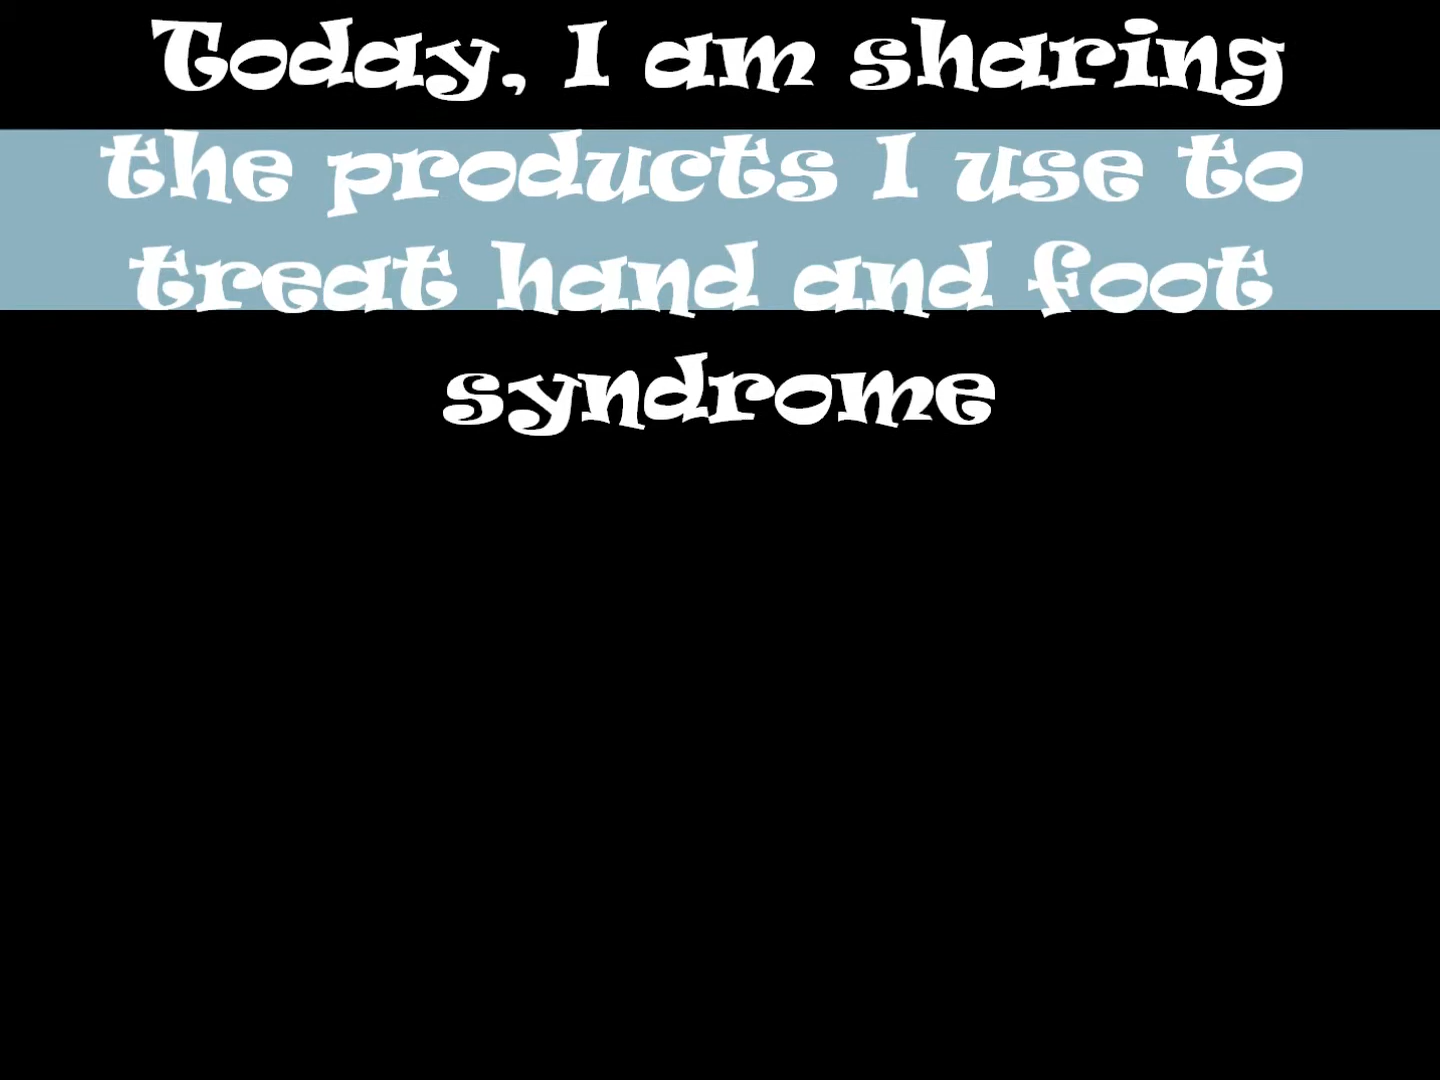 Today, I am sharing
the products I use to
treat hand and foot
syndrome